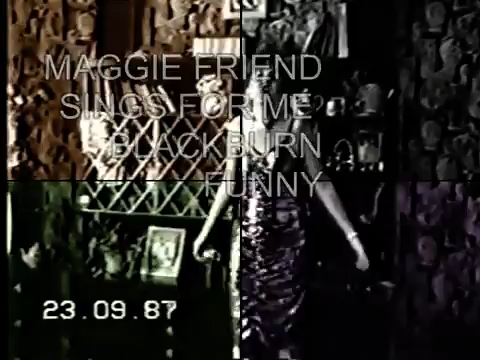 MAGGIE FRIEND
SINGS FOR ME
BLACKBURN
FUNNY
23.09.87